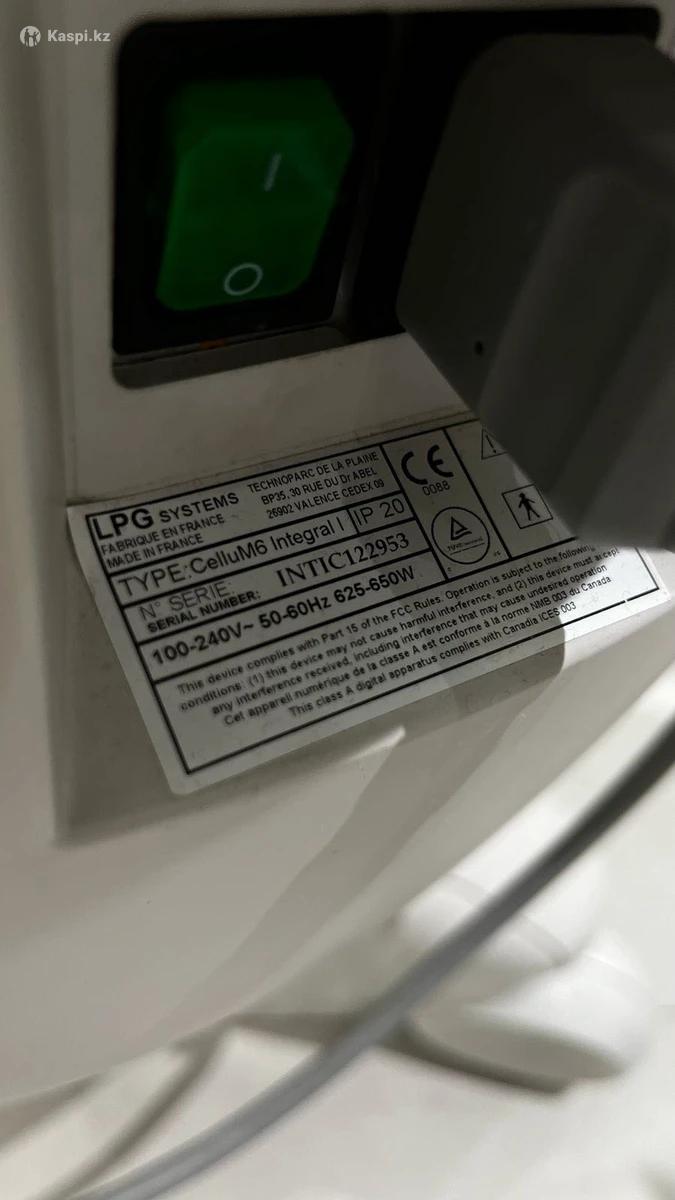 Kaspi.kz
LPG SYSTEMS
FABRIQUE EN FRANCE
MADE IN FRANCE
TECHNOPARC DE LA PLAINE
BP35, 30 RUE DU Dr ABEL
26902 VALENCE CEDEX 09
CE
0088
TYPE: CelluM6 Integral I IP 20
N° SERIE:
SERIAL NUMBER: INTIC122953
100-240V~ 50-60Hz 625-650W
This device complies with Part 15 of the FCC Rules. Operation is subject to the following
conditions: (1) this device may not cause harmful interference, and (2) this device must accept
any interference received, including interference that may cause undesired operation
Cet appareil numérique de la classe A est conforme à la norme NMB 003 du Canada
This class A digital apparatus complies with Canada ICES 003